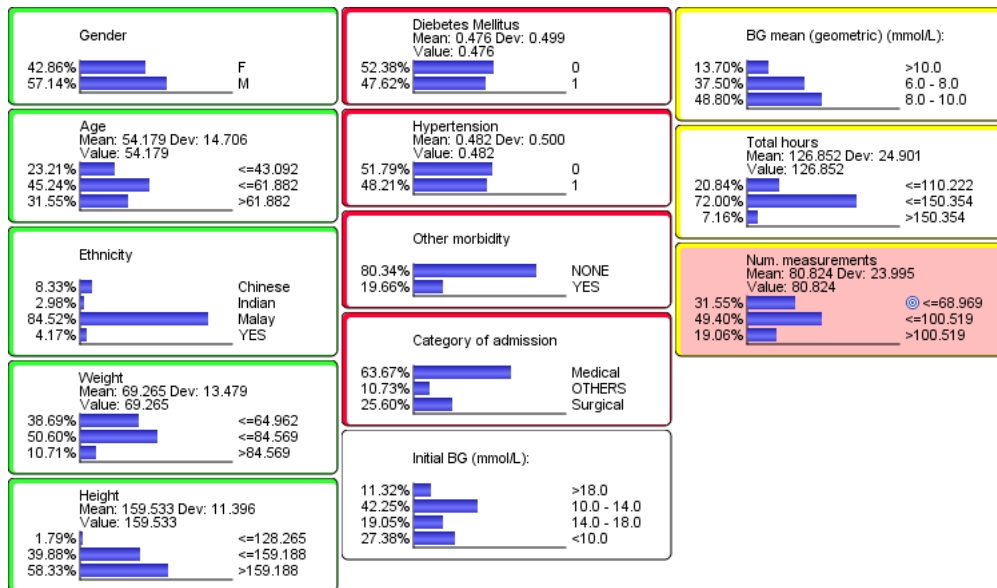 Gender
42.86% F
57.14% M
Age
Mean: 54.179 Dev: 14.706
Value: 54.179
23.21% <=43.092
45.24% <=61.882
31.55% >61.882
Ethnicity
8.33% Chinese
2.98% Indian
84.52% Malay
4.17% YES
Weight
Mean: 69.265 Dev: 13.479
Value: 69.265
38.69% <=64.962
50.60% <=84.569
10.71% >84.569
Height
Mean: 159.533 Dev: 11.396
Value: 159.533
1.79% <=128.265
39.88% <=159.188
58.33% >159.188
Diebetes Mellitus
Mean: 0.476 Dev: 0.499
Value: 0.476
52.38% 0
47.62% 1
Hypertension
Mean: 0.482 Dev: 0.500
Value: 0.482
51.79% 0
48.21% 1
Other morbidity
80.34% NONE
19.66% YES
Category of admission
63.67% Medical
10.73% OTHERS
25.60% Surgical
Initial BG (mmol/L):
11.32% >18.0
42.25% 10.0 - 14.0
19.05% 14.0 - 18.0
27.38% <10.0
BG mean (geometric) (mmol/L):
13.70% >10.0
37.50% 6.0 - 8.0
48.80% 8.0 - 10.0
Total hours
Mean: 126.852 Dev: 24.901
Value: 126.852
20.84% <=110.222
72.00% <=150.354
7.16% >150.354
Num. measurements
Mean: 80.824 Dev: 23.995
Value: 80.824
31.55% <=68.969
49.40% <=100.519
19.06% >100.519